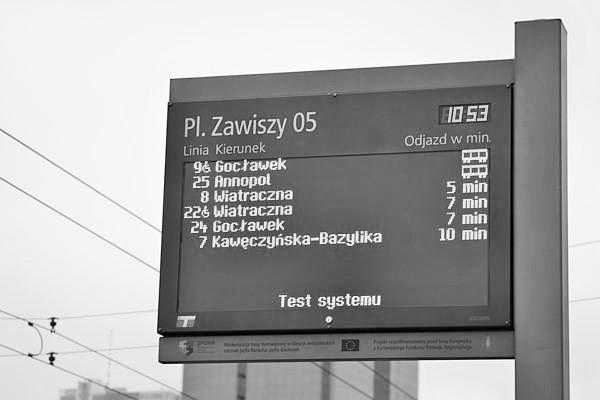 Pl. Zawiszy 05
10:53
Linia Kierunek
Odjazd w min.
9 Gocławek
25 Annopol
8 Wiatraczna 5 min
22 Wiatraczna 7 min
24 Gocławek 7 min
7 Kawęczyńska-Bazylika 10 min
Test systemu